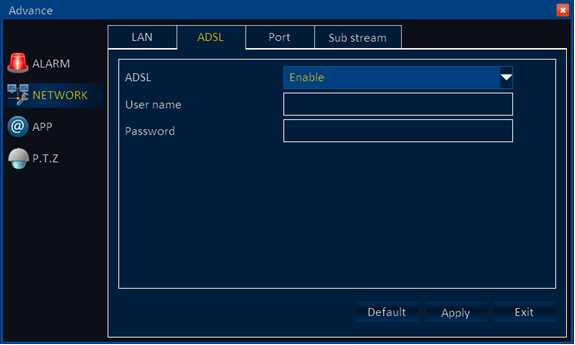 Advance
LAN ADSL Port Sub stream
ALARM
NETWORK
APP
P.T.Z
ADSL Enable
User name
Password
Default Apply Exit